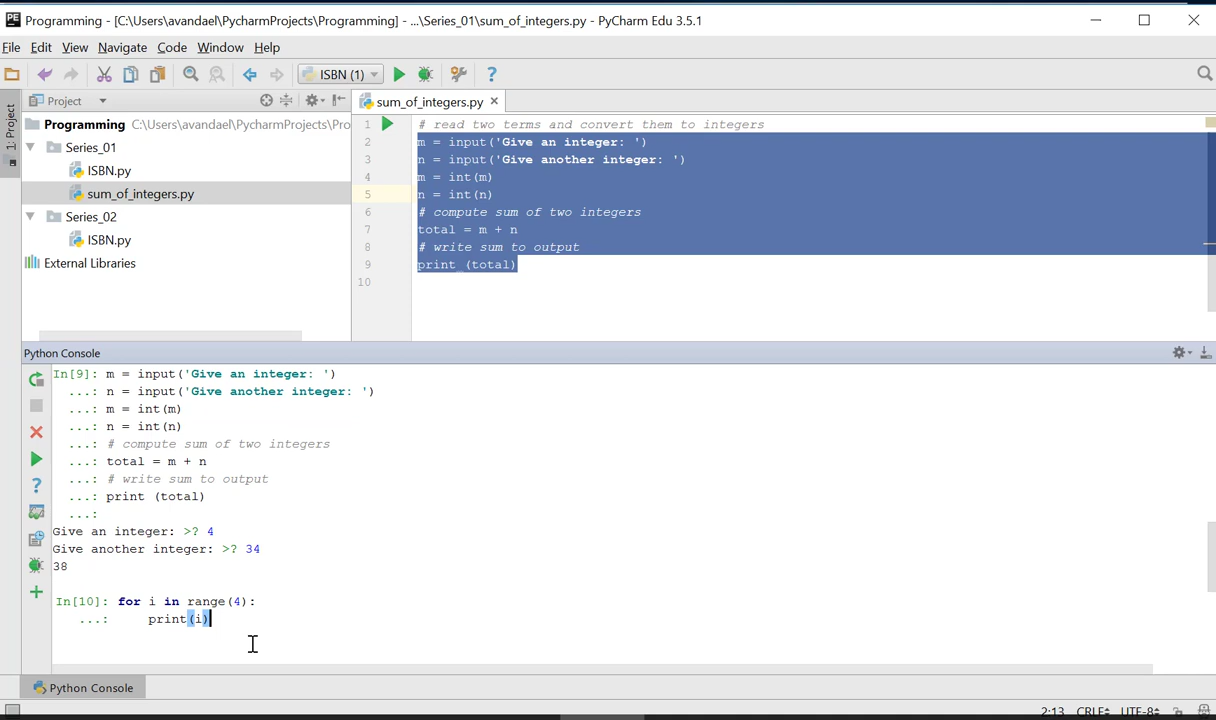 Programming - [C:\Users\avandael\PycharmProjects\Programming] - ...\Series_01\sum_of_integers.py - PyCharm Edu 3.5.1
File Edit View Navigate Code Window Help
ISBN (1)
Project
sum_of_integers.py
1: Project
Programming C:\Users\avandael\PycharmProjects\Pro
Series_01
ISBN.py
sum_of_integers.py
Series_02
ISBN.py
External Libraries
1 # read two terms and convert them to integers
2 m = input('Give an integer: ')
3 n = input('Give another integer: ')
4 m = int(m)
5 n = int(n)
6 # compute sum of two integers
7 total = m + n
8 # write sum to output
9 print (total)
10
Python Console
In[9]: m = input('Give an integer: ')
...: n = input('Give another integer: ')
...: m = int(m)
...: n = int(n)
...: # compute sum of two integers
...: total = m + n
...: # write sum to output
...: print (total)
...:
Give an integer: >? 4
Give another integer: >? 34
38
In[10]: for i in range(4):
...: print(i)
Python Console
2:13 CRLF UTF-8